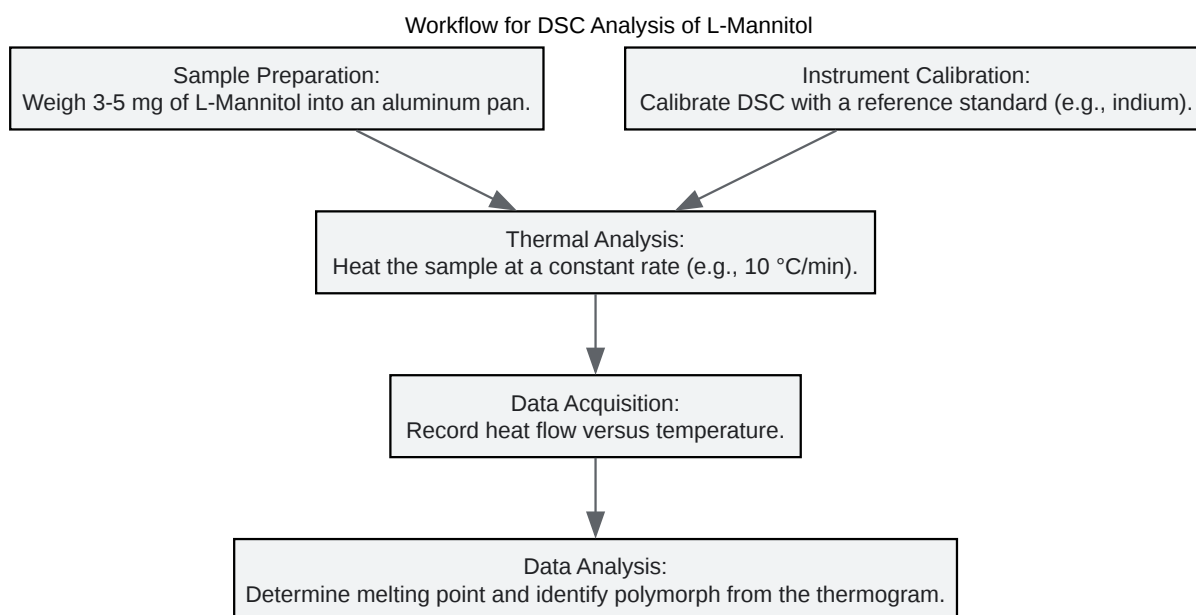 Workflow for DSC Analysis of L-Mannitol
Sample Preparation:
Weigh 3-5 mg of L-Mannitol into an aluminum pan.
Instrument Calibration:
Calibrate DSC with a reference standard (e.g., indium).
Thermal Analysis:
Heat the sample at a constant rate (e.g., 10 °C/min).
Data Acquisition:
Record heat flow versus temperature.
Data Analysis:
Determine melting point and identify polymorph from the thermogram.